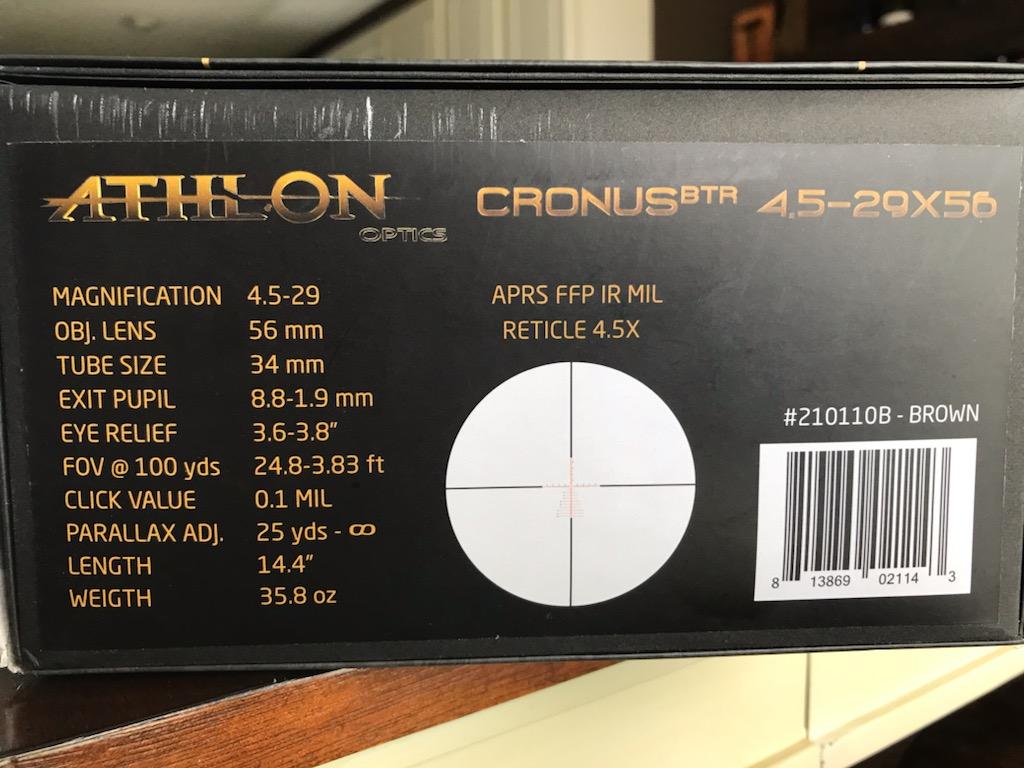 ATHLON
OPTICS
CRONUS BTR 4.5-29X56
MAGNIFICATION 4.5-29
OBJ. LENS 56 mm
TUBE SIZE 34 mm
EXIT PUPIL 8.8-1.9 mm
EYE RELIEF 3.6-3.8"
FOV @ 100 yds 24.8-3.83 ft
CLICK VALUE 0.1 MIL
PARALLAX ADJ. 25 yds - ∞
LENGTH 14.4"
WEIGTH 35.8 oz
APRS FFP IR MIL
RETICLE 4.5X
#210110B - BROWN
8 13869 02114 3